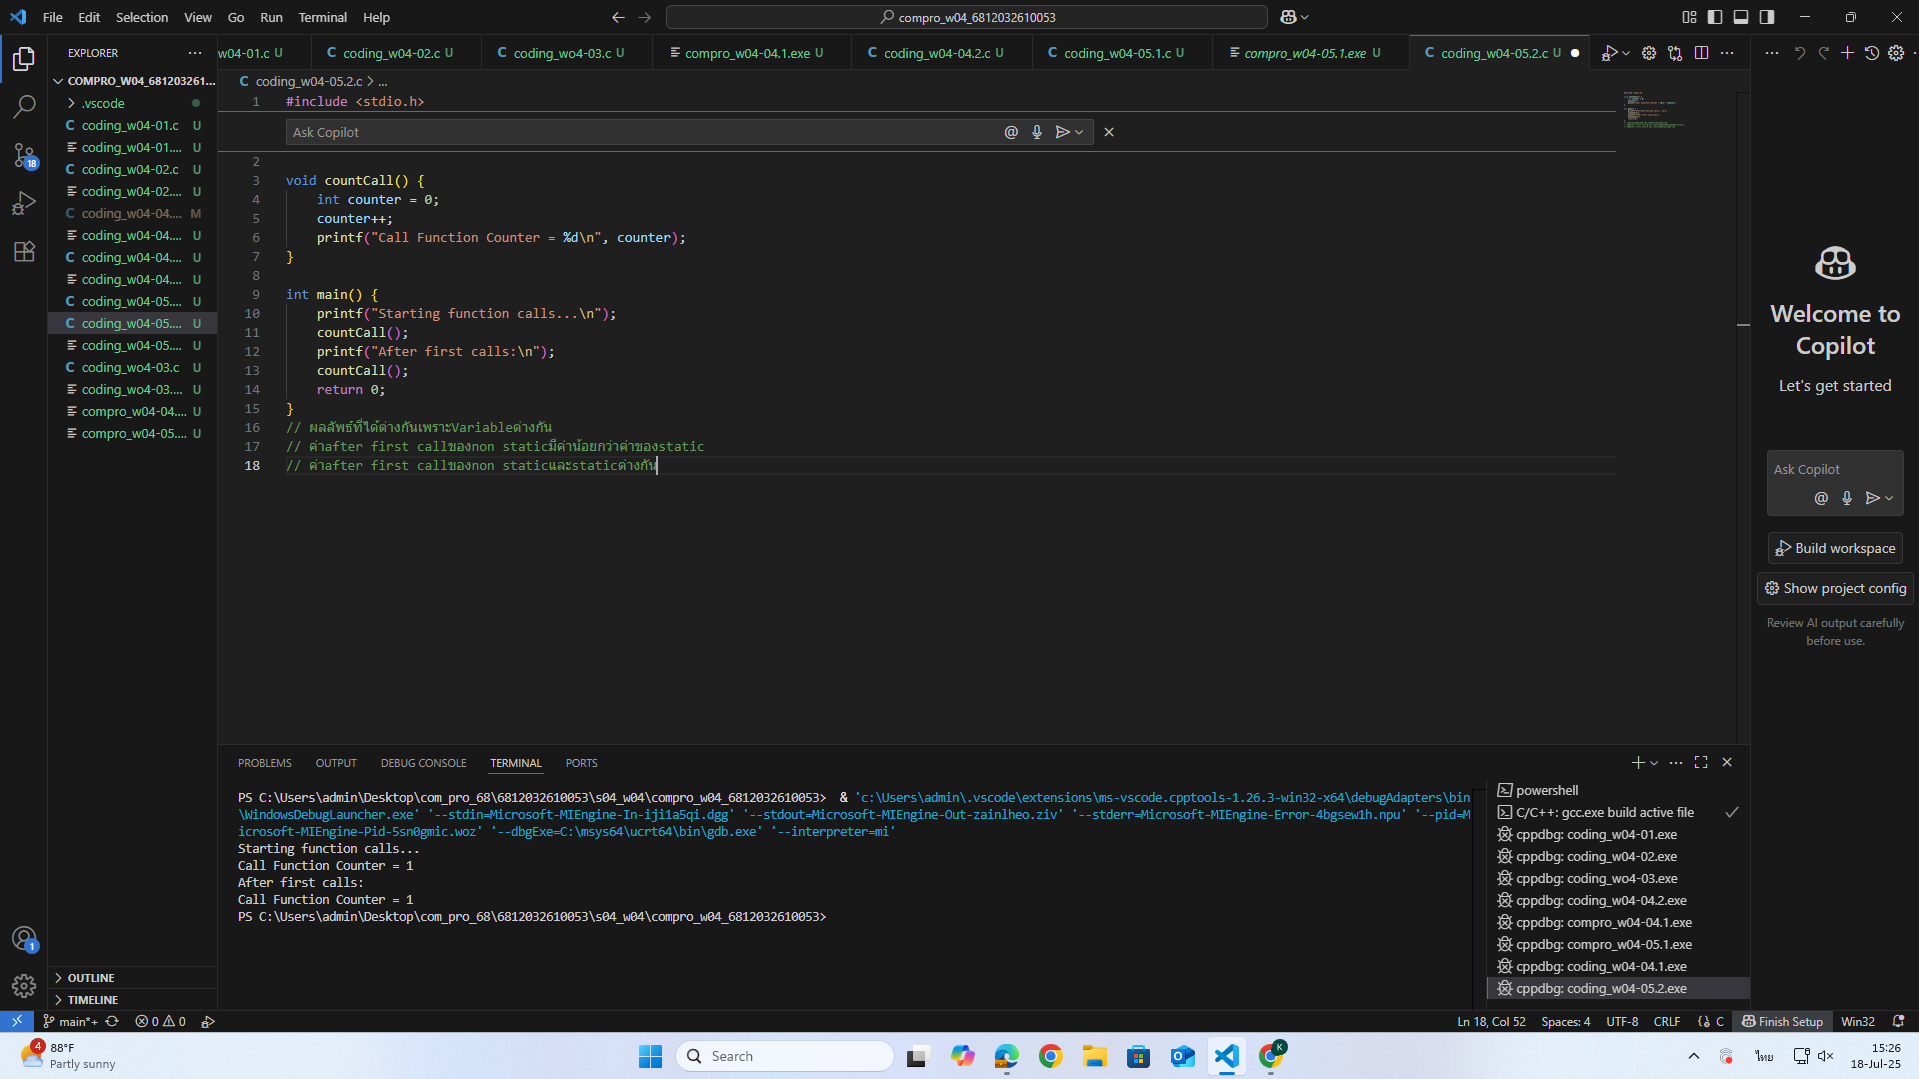 File Edit Selection View Go Run Terminal Help
compro_w04_6812032610053
EXPLORER
w04-01.c U
coding_w04-02.c U
coding_wo4-03.c U
compro_w04-04.1.exe U
coding_w04-04.2.c U
coding_w04-05.1.c U
compro_w04-05.1.exe U
coding_w04-05.2.c U
COMPRO_W04_681203261...
.vscode
coding_w04-01.c U
coding_w04-01.... U
coding_w04-02.c U
coding_w04-02.... U
coding_w04-04.... M
coding_w04-04.... U
coding_w04-04.... U
coding_w04-04.... U
coding_w04-05.... U
coding_w04-05.... U
coding_w04-05.... U
coding_wo4-03.c U
coding_wo4-03.... U
compro_w04-04.... U
compro_w04-05.... U
OUTLINE
TIMELINE
coding_w04-05.2.c > ...
1 #include <stdio.h>
Ask Copilot
2
3 void countCall() {
4 int counter = 0;
5 counter++;
6 printf("Call Function Counter = %d\n", counter);
7 }
8
9 int main() {
10 printf("Starting function calls...\n");
11 countCall();
12 printf("After first calls:\n");
13 countCall();
14 return 0;
15 }
16 // ผลลัพธ์ที่ได้ต่างกันเพราะVariableต่างกัน
17 // ค่าafter first callของnon staticมีค่าน้อยกว่าค่าของstatic
18 // ค่าafter first callของnon staticและstaticต่างกัน
Welcome to
Copilot
Let's get started
Ask Copilot
Build workspace
Show project config
Review AI output carefully
before use.
PROBLEMS OUTPUT DEBUG CONSOLE TERMINAL PORTS
PS C:\Users\admin\Desktop\com_pro_68\6812032610053\s04_w04\compro_w04_6812032610053> & 'c:\Users\admin\.vscode\extensions\ms-vscode.cpptools-1.26.3-win32-x64\debugAdapters\bin
\WindowsDebugLauncher.exe' '--stdin=Microsoft-MIEngine-In-iji1a5qi.dgg' '--stdout=Microsoft-MIEngine-Out-zainlheo.ziv' '--stderr=Microsoft-MIEngine-Error-4bgsew1h.npu' '--pid=M
icrosoft-MIEngine-Pid-5sn0gmic.woz' '--dbgExe=C:\msys64\ucrt64\bin\gdb.exe' '--interpreter=mi'
Starting function calls...
Call Function Counter = 1
After first calls:
Call Function Counter = 1
PS C:\Users\admin\Desktop\com_pro_68\6812032610053\s04_w04\compro_w04_6812032610053>
powershell
C/C++: gcc.exe build active file
cppdbg: coding_w04-01.exe
cppdbg: coding_w04-02.exe
cppdbg: coding_wo4-03.exe
cppdbg: coding_w04-04.2.exe
cppdbg: compro_w04-04.1.exe
cppdbg: compro_w04-05.1.exe
cppdbg: coding_w04-04.1.exe
cppdbg: coding_w04-05.2.exe
18
1
main*+ 0 0
Ln 18, Col 52 Spaces: 4 UTF-8 CRLF {} C Finish Setup Win32
4
88°F
Partly sunny
Search
K
ไทย
15:26
18-Jul-25